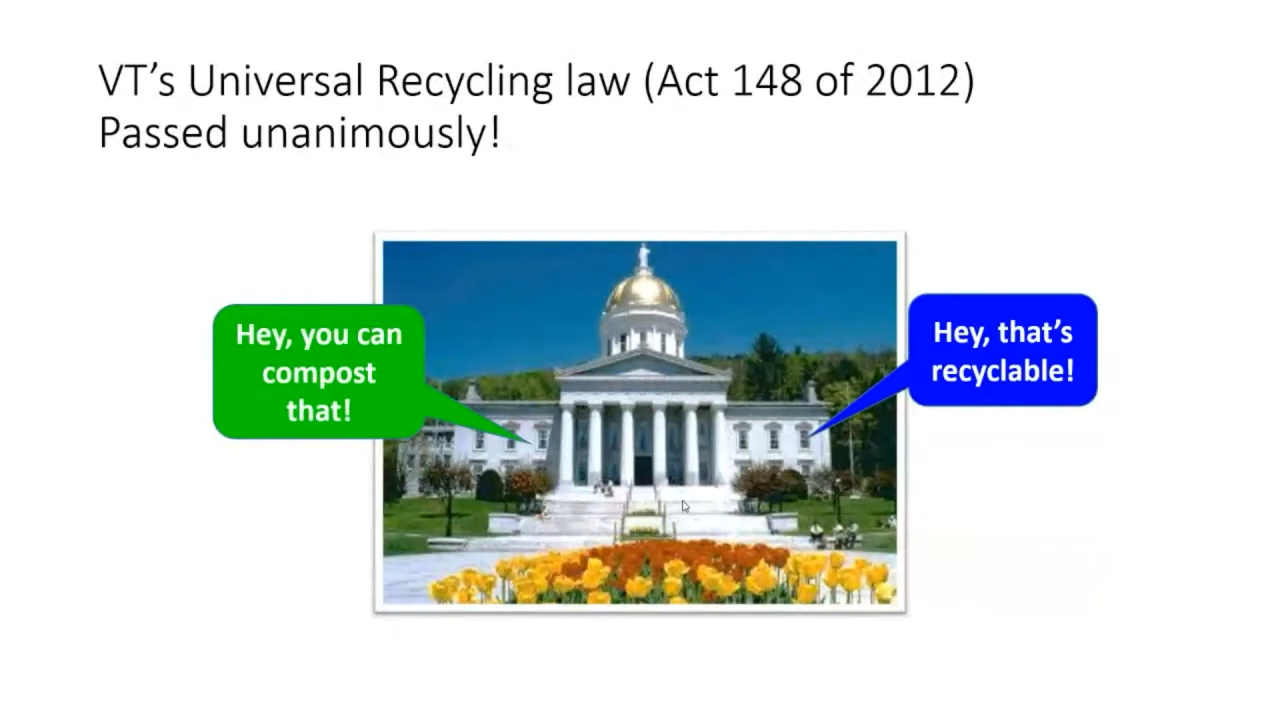 VT’s Universal Recycling law (Act 148 of 2012)
Passed unanimously!
Hey, you can
compost
that!
Hey, that’s
recyclable!